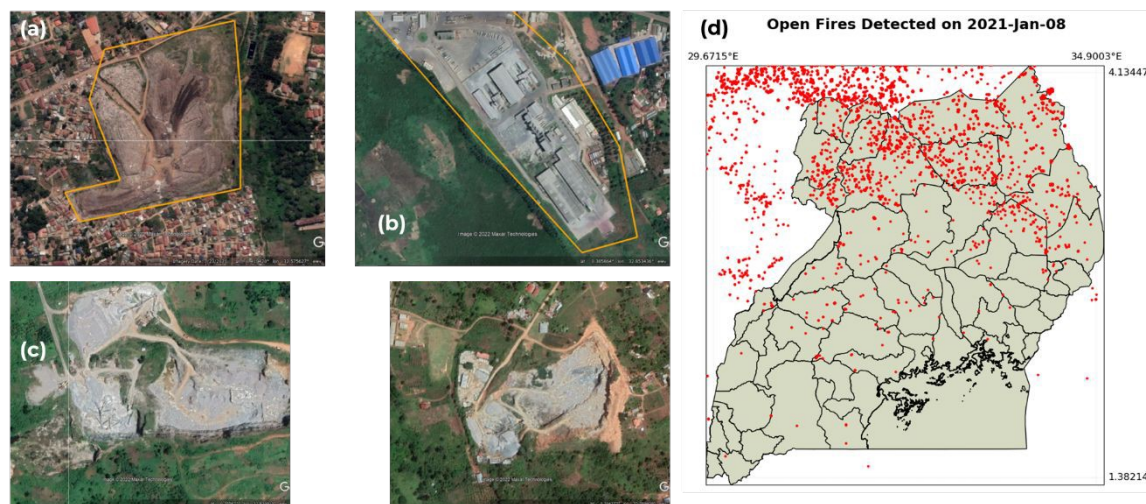 (a)
(b)
Image © 2022 Maxar Technologies
G
G
(c)
Image © 2022 Maxar Technologies
G
Image © 2022 Maxar Technologies
G
(d)
Open Fires Detected on 2021-Jan-08
29.6715°E
34.9003°E
4.13447
1.38214